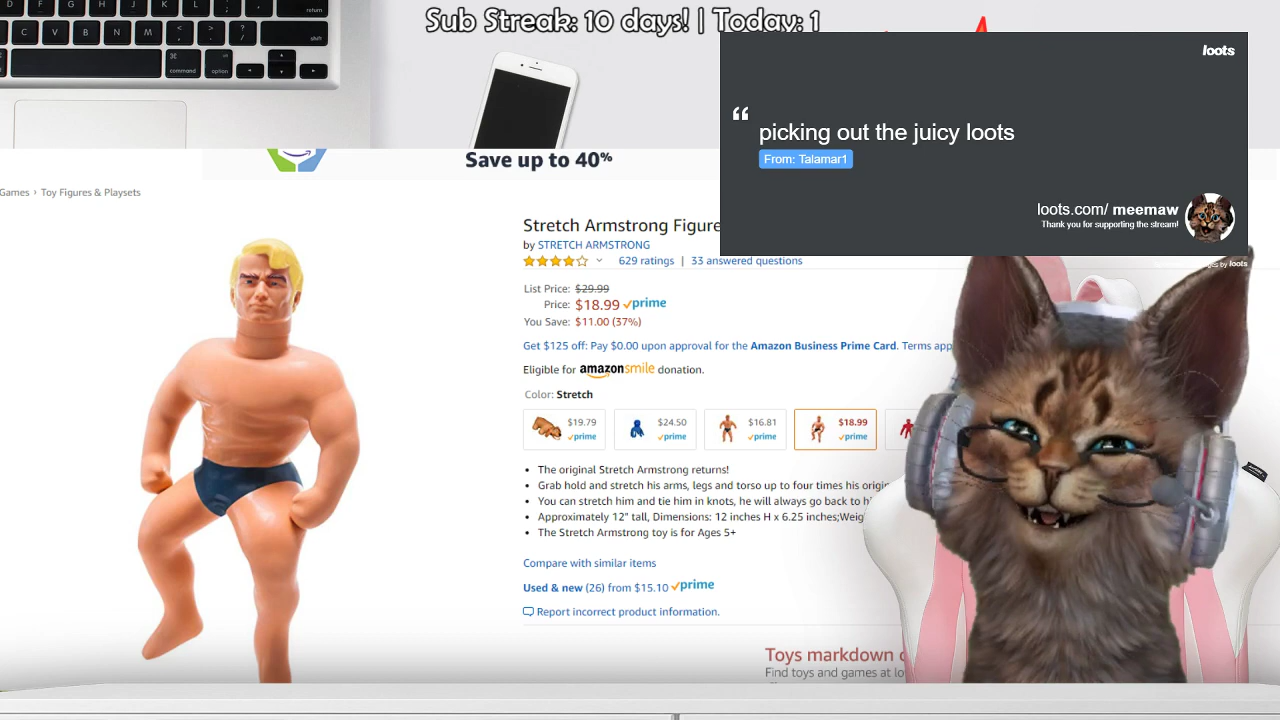 Sub Streak: 10 days! | Today: 1
return
C V B N M < > ?
shift
command option
loots
picking out the juicy loots
From: Talamar1
loots.com/ meemaw
Thank you for supporting the stream!
by loots
Save up to 40%
Games › Toy Figures & Playsets
Stretch Armstrong Figure
by STRETCH ARMSTRONG
629 ratings | 33 answered questions
List Price: $29.99
Price: $18.99 prime
You Save: $11.00 (37%)
Get $125 off: Pay $0.00 upon approval for the Amazon Business Prime Card. Terms app
Eligible for amazonsmile donation.
Color: Stretch
$19.79 prime
$24.50 prime
$16.81 prime
$18.99 prime
The original Stretch Armstrong returns!
Grab hold and stretch his arms, legs and torso up to four times his origin
You can stretch him and tie him in knots, he will always go back to hi
Approximately 12" tall, Dimensions: 12 inches H x 6.25 inches;Weig
The Stretch Armstrong toy is for Ages 5+
Compare with similar items
Used & new (26) from $15.10 prime
Report incorrect product information.
Toys markdown
Find toys and games at lo